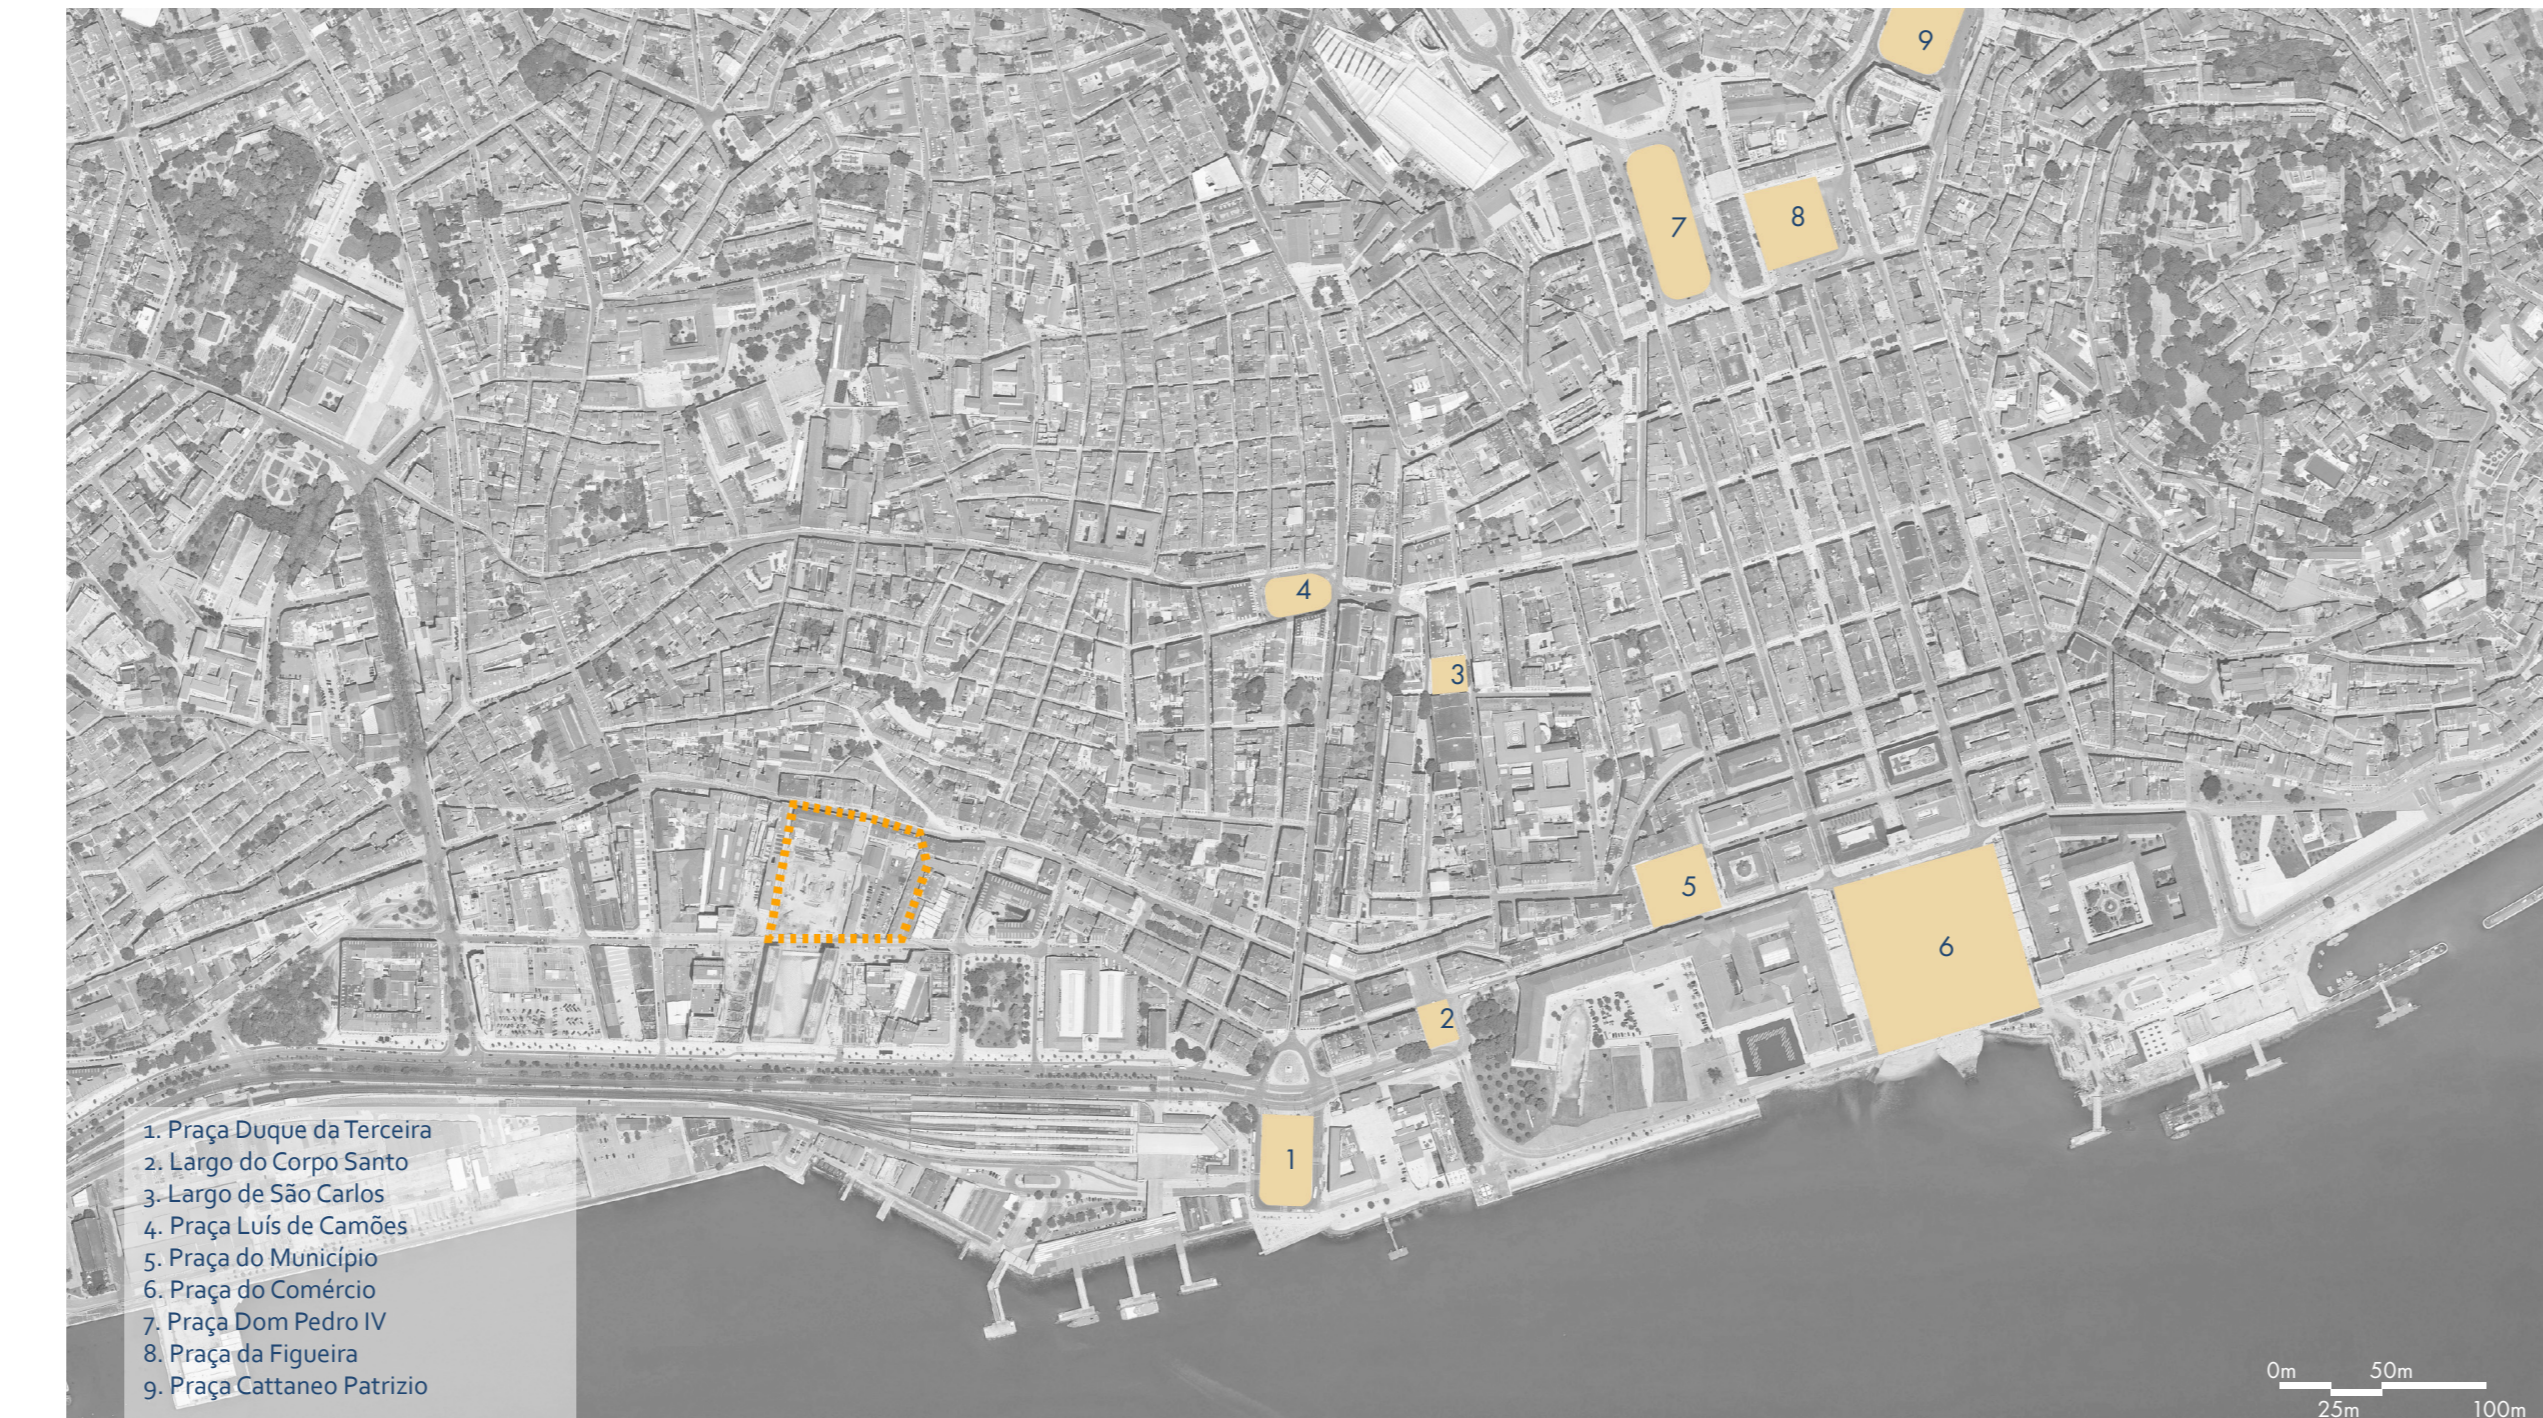 9
7
8
4
3
5
6
2
1
1. Praça Duque da Terceira
2. Largo do Corpo Santo
3. Largo de São Carlos
4. Praça Luís de Camões
5. Praça do Município
6. Praça do Comércio
7. Praça Dom Pedro IV
8. Praça da Figueira
9. Praça Cattaneo Patrizio
0m 50m
25m 100m